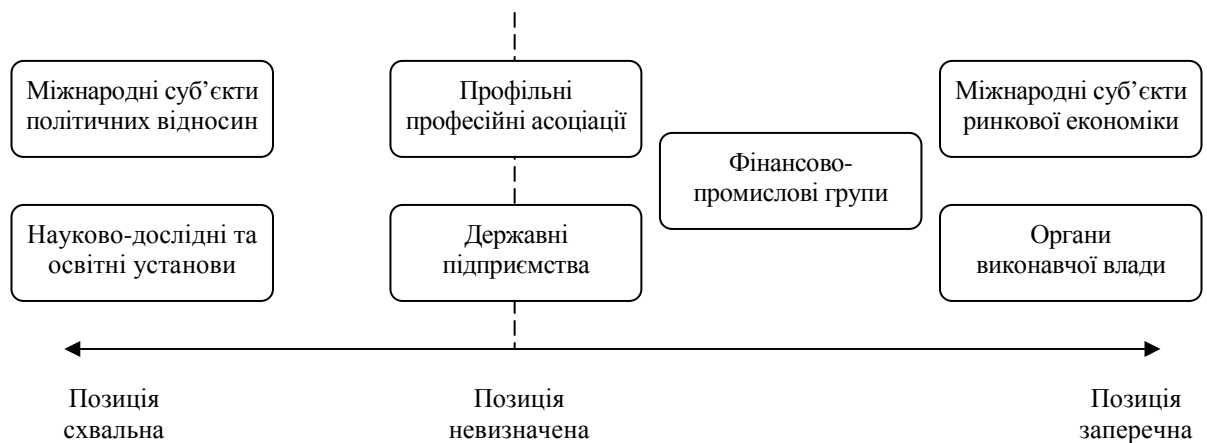 Міжнародні суб’єкти
політичних відносин
Профільні
професійні асоціації
Міжнародні суб’єкти
ринкової економіки
Фінансово-
промислові групи
Науково-дослідні та
освітні установи
Державні
підприємства
Органи
виконавчої влади
Позиція
схвальна
Позиція
невизначена
Позиція
заперечна